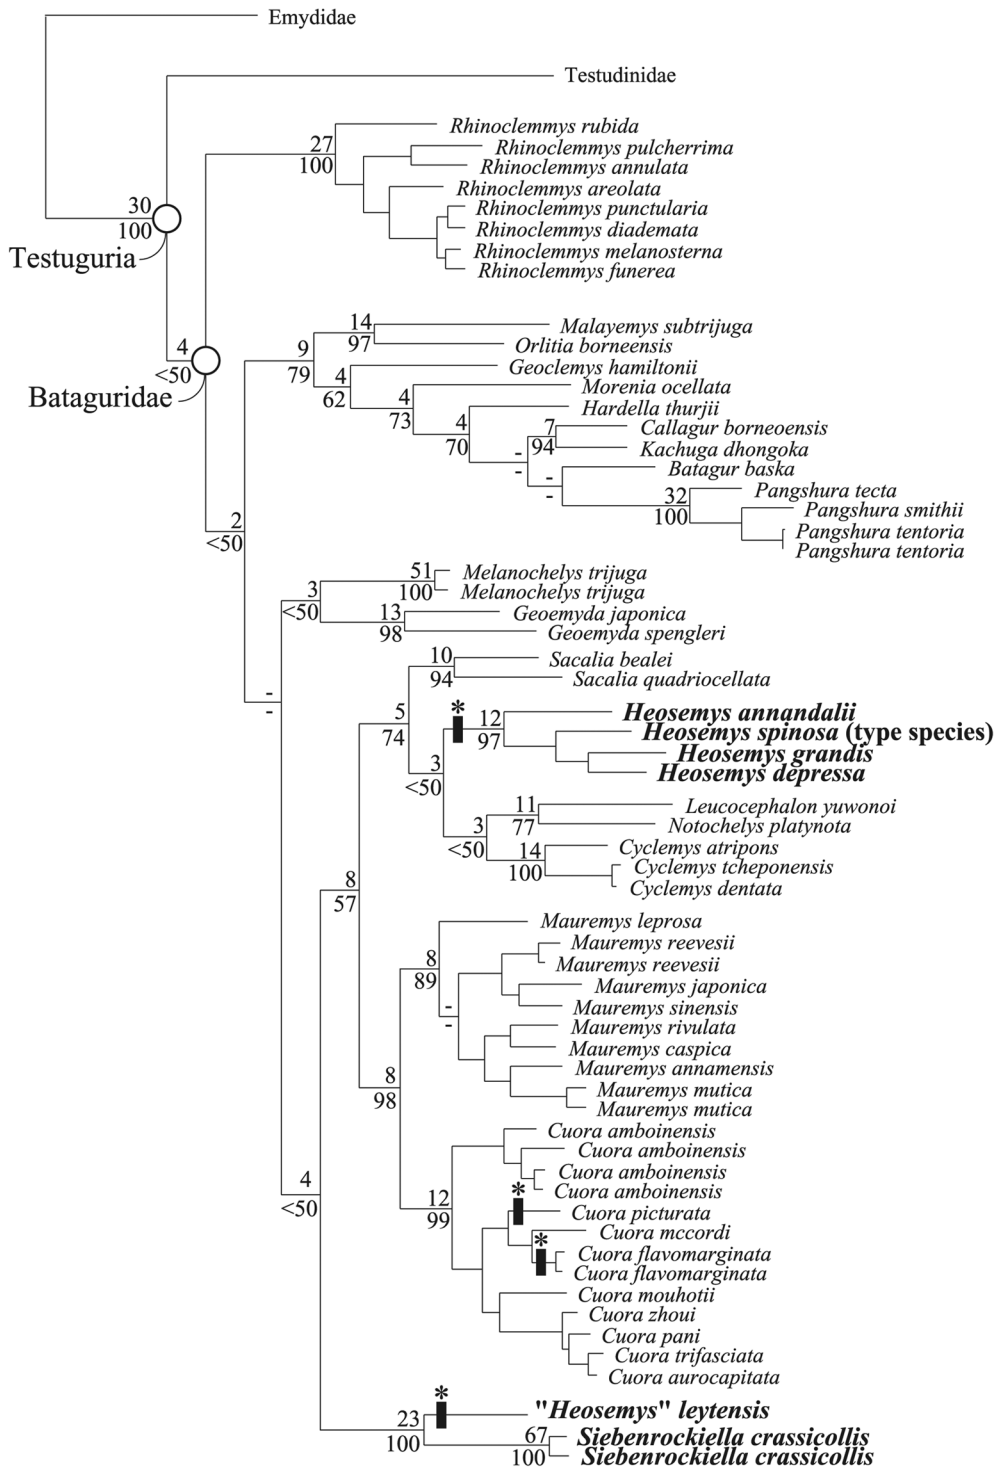 Emydidae
Testudinidae
Rhinoclemmys rubida
27
100
Rhinoclemmys pulcherrima
Rhinoclemmys annulata
Rhinoclemmys areolata
Rhinoclemmys punctularia
Rhinoclemmys diademata
Rhinoclemmys melanosterna
Rhinoclemmys funerea
30
100
Testuguria
4
<50
Bataguridae
14
97
Malayemys subtrijuga
Orlitia borneensis
9
79
Geoclemys hamiltonii
4
62
Morenia ocellata
4
73
Hardella thurjii
4
70
7
94
Callagur borneoensis
Kachuga dhongoka
-
-
Batagur baska
-
-
32
100
Pangshura tecta
Pangshura smithii
Pangshura tentoria
Pangshura tentoria
2
<50
51
100
Melanochelys trijuga
Melanochelys trijuga
3
<50
13
98
Geoemyda japonica
Geoemyda spengleri
10
94
Sacalia bealei
Sacalia quadriocellata
-
-
5
74
*
12
97
Heosemys annandalii
Heosemys spinosa (type species)
Heosemys grandis
Heosemys depressa
3
<50
11
77
Leucocephalon yuwonoi
Notochelys platynota
3
<50
14
100
Cyclemys atripons
Cyclemys tcheponensis
Cyclemys dentata
8
57
Mauremys leprosa
8
89
Mauremys reevesii
Mauremys reevesii
Mauremys japonica
Mauremys sinensis
-
-
Mauremys rivulata
Mauremys caspica
Mauremys annamensis
Mauremys mutica
Mauremys mutica
8
98
Cuora amboinensis
Cuora amboinensis
Cuora amboinensis
Cuora amboinensis
4
<50
12
99
*
Cuora picturata
Cuora mccordi
*
Cuora flavomarginata
Cuora flavomarginata
Cuora mouhotii
Cuora zhoui
Cuora pani
Cuora trifasciata
Cuora aurocapitata
*
"Heosemys" leytensis
23
100
67
100
Siebenrockiella crassicollis
Siebenrockiella crassicollis